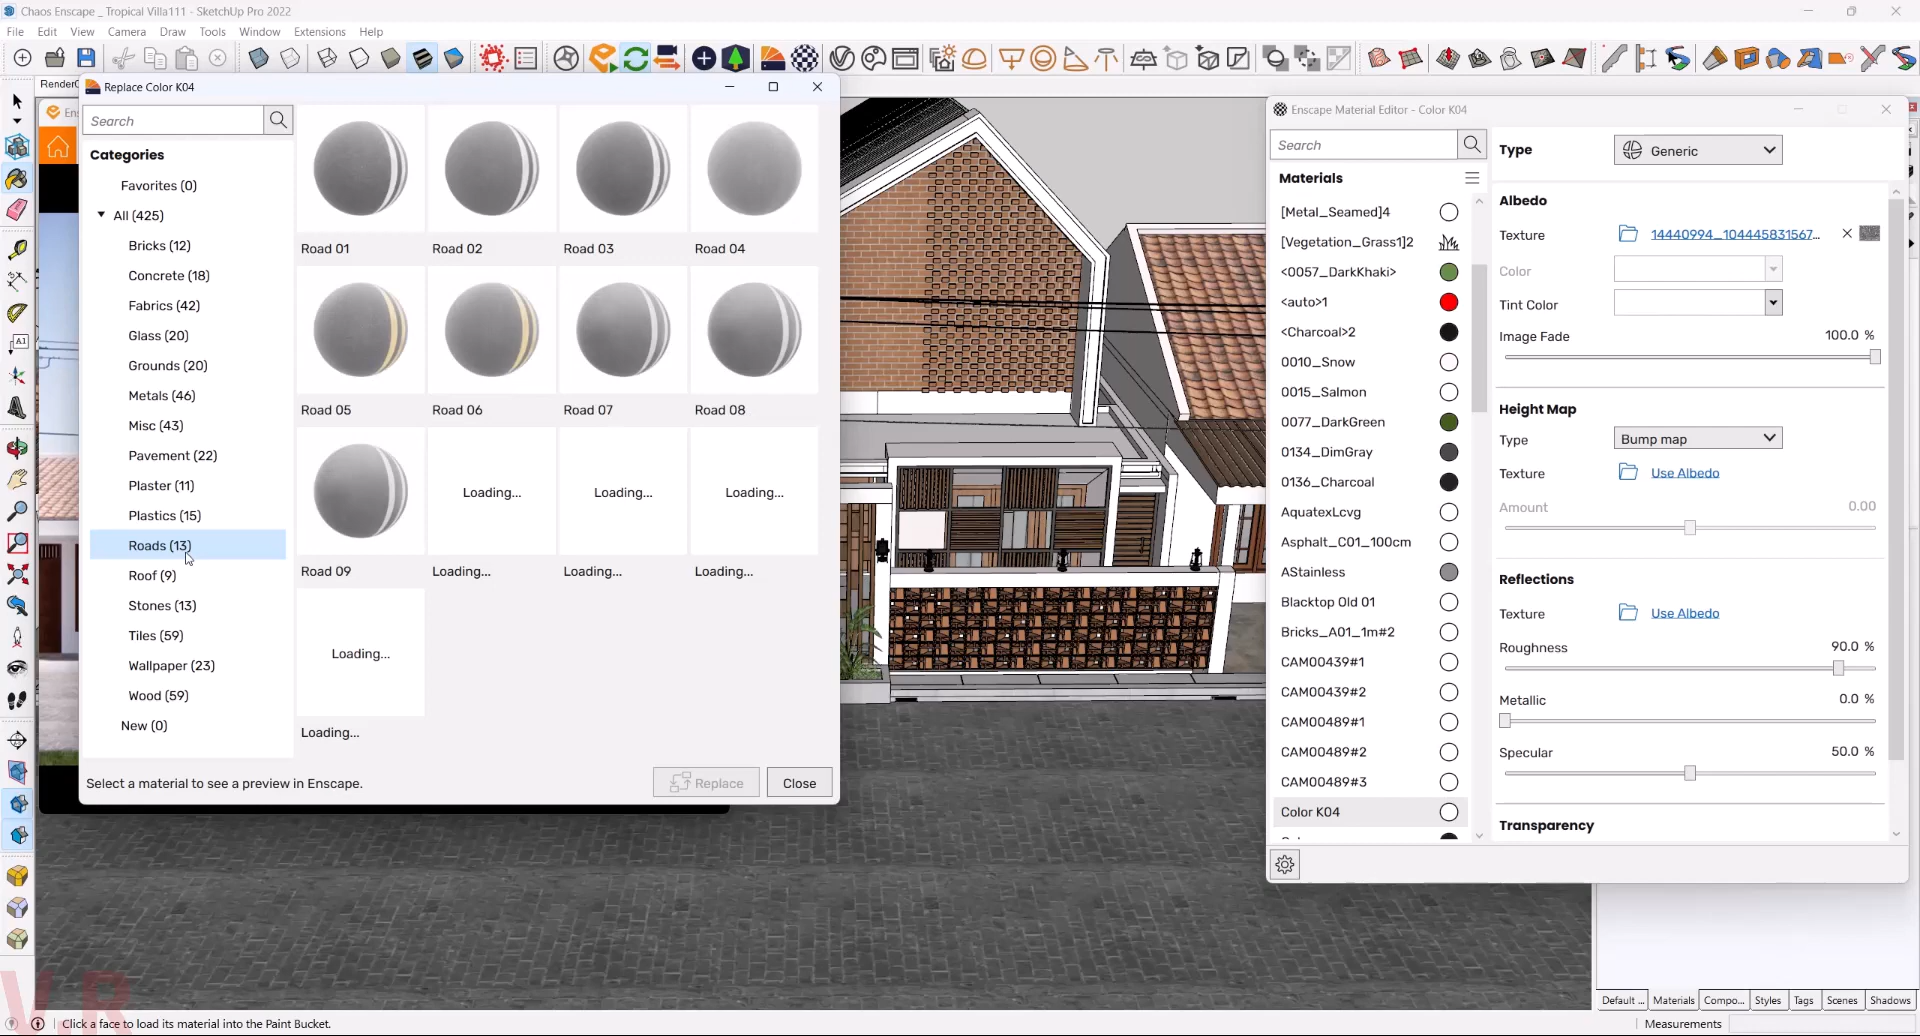 Chaos Enscape _ Tropical Villa111 - SketchUp Pro 2022
File Edit View Camera Draw Tools Window Extensions Help
Replace Color K04
Search
Categories
Favorites (0)
All (425)
Bricks (12)
Concrete (18)
Fabrics (42)
Glass (20)
Grounds (20)
Metals (46)
Misc (43)
Pavement (22)
Plaster (11)
Plastics (15)
Roads (13)
Roof (9)
Stones (13)
Tiles (59)
Wallpaper (23)
Wood (59)
New (0)
Road 01 Road 02 Road 03 Road 04
Road 05 Road 06 Road 07 Road 08
Loading... Loading... Loading...
Road 09 Loading... Loading... Loading...
Loading...
Loading...
Select a material to see a preview in Enscape.
Replace Close
Enscape Material Editor - Color K04
Search
Materials
[Metal_Seamed]4
[Vegetation_Grass1]2
<0057_DarkKhaki>
<auto>1
<Charcoal>2
0010_Snow
0015_Salmon
0077_DarkGreen
0134_DimGray
0136_Charcoal
AquatexLcvg
Asphalt_C01_100cm
AStainless
Blacktop Old 01
Bricks_A01_1m#2
CAM00439#1
CAM00439#2
CAM00489#1
CAM00489#2
CAM00489#3
Color K04
Type Generic
Albedo
Texture 14440994_104445831567...
Color
Tint Color
Image Fade 100.0 %
Height Map
Type Bump map
Texture Use Albedo
Amount 0.00
Reflections
Texture Use Albedo
Roughness 90.0 %
Metallic 0.0 %
Specular 50.0 %
Transparency
Default ... Materials Compo... Styles Tags Scenes Shadows
V.R
Click a face to load its material into the Paint Bucket.
Measurements